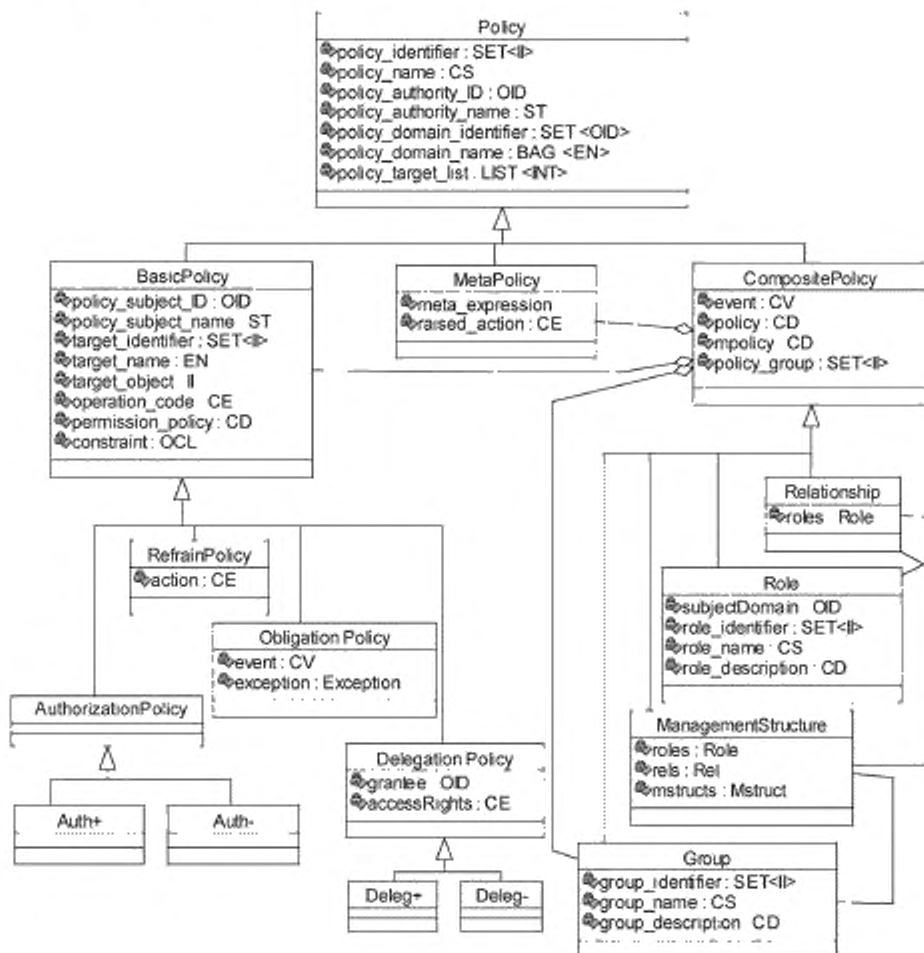 Policy
policy_identifier : SET<II>
policy_name : CS
policy_authority_ID : OID
policy_authority_name : ST
policy_domain_identifier : SET <OID>
policy_domain_name : BAG <EN>
policy_target_list . LIST <INT>
BasicPolicy
policy_subject_ID : OID
policy_subject_name ST
target_identifier : SET<II>
target_name : EN
target_object II
operation_code CE
permission_policy : CD
constraint : OCL
MetaPolicy
meta_expression
raised_action : CE
CompositePolicy
event : CV
policy : CD
mpolicy CD
policy_group : SET<II>
Relationship
roles Role
RefrainPolicy
action : CE
Role
subjectDomain OID
role_identifier : SET<II>
role_name : CS
role_description : CD
Obligation Policy
event : CV
exception : Exception
AuthorizationPolicy
ManagementStructure
roles : Role
rels : Rel
mstructs : Mstruct
Delegation Policy
grantee OID
accessRights : CE
Auth+
Auth-
Group
group_identifier : SET<II>
group_name : CS
group_description CD
Deleg+
Deleg-